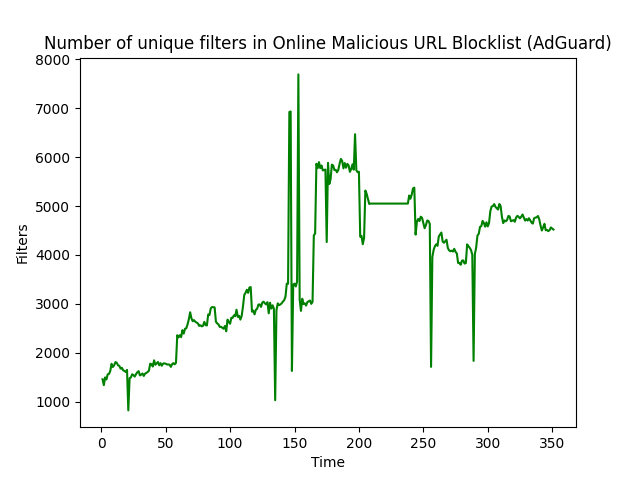 Number of unique filters in Online Malicious URL Blocklist (AdGuard)
8000
7000
6000
5000
4000
3000
2000
1000
Filters
0 50 100 150 200 250 300 350
Time